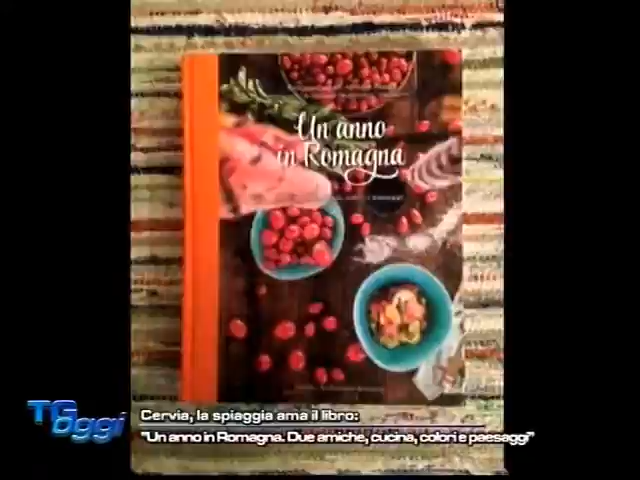 Un anno
in Romagna
TG
oggi
Cervia, la spiaggia ama il libro:
"Un anno in Romagna. Due amiche, cucina, colori e paesaggi"